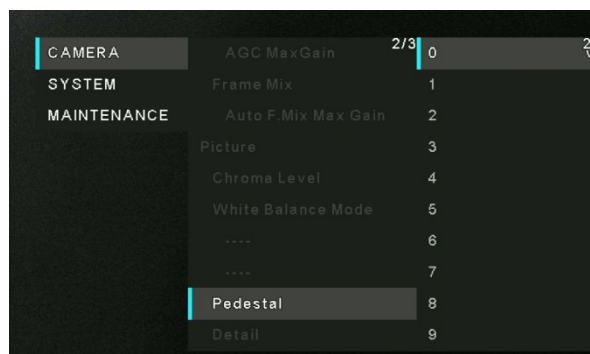 CAMERA
SYSTEM
MAINTENANCE
2/3
AGC MaxGain
Frame Mix
Auto F.Mix Max Gain
Picture
Chroma Level
White Balance Mode
----
----
Pedestal
Detail
0
1
2
3
4
5
6
7
8
9